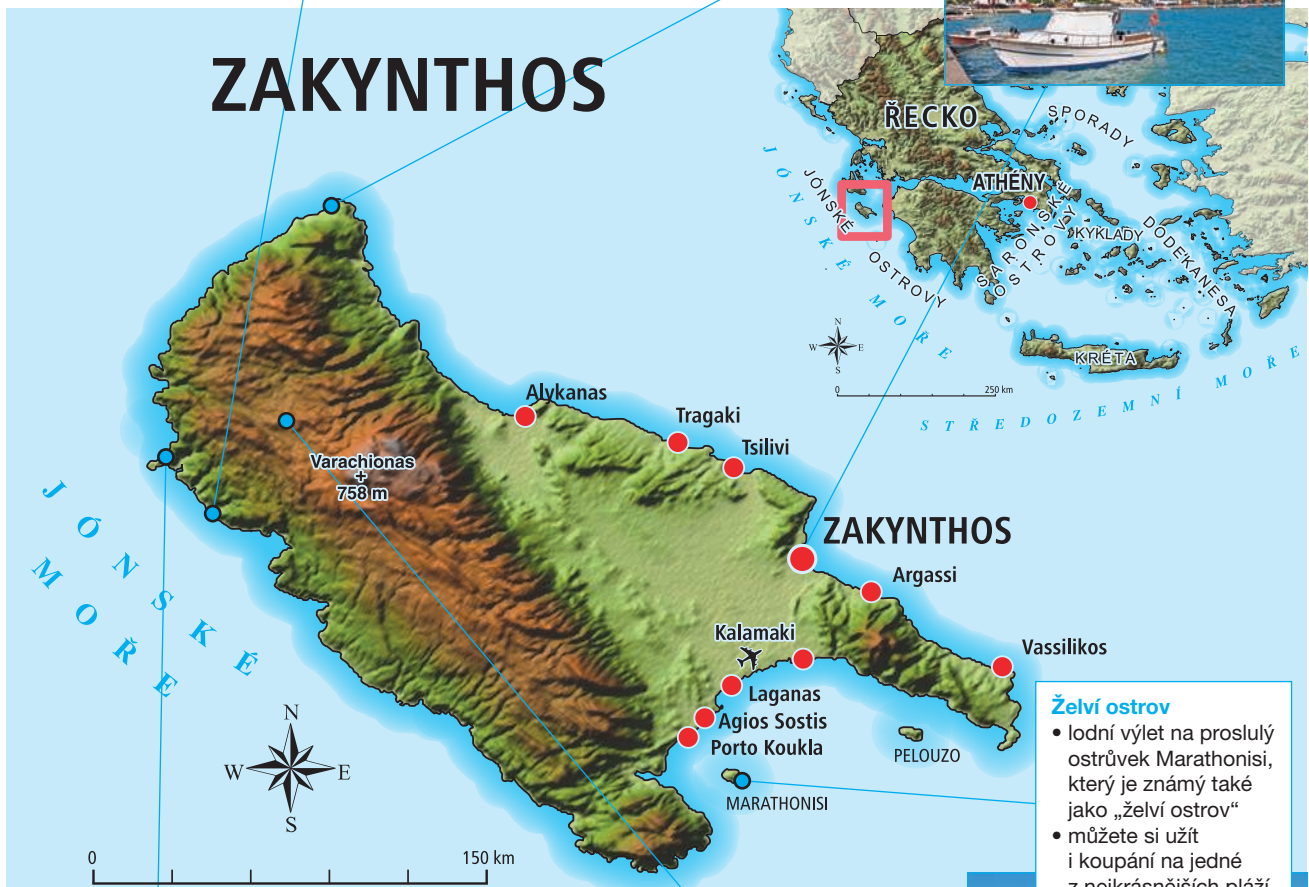 ZAKYNTHOS
ŘECKO
SPORADY
ATHÉNY
JÓNSKÉ MOŘE
JÓNSKÉ OSTROVY
SARONSKÉ
OSTROVY
KYKLADY
DODEKANESA
KRÉTA
N
W E
S
0 250 km
STŘEDOZEMNÍ MOŘE
Alykanas
Tragaki
Tsilivi
Varachionas
+
758 m
ZAKYNTHOS
Argassi
JÓNSKÉ
MOŘE
Kalamaki
Vassilikos
Laganas
Agios Sostis
Porto Koukla
PELOUZO
MARATHONISI
N
W E
S
0 150 km
Želví ostrov
• lodní výlet na proslulý
ostrůvek Marathonisi,
který je známý také
jako „želví ostrov“
• můžete si užít
i koupání na jedné
z nejkrásnějších pláží